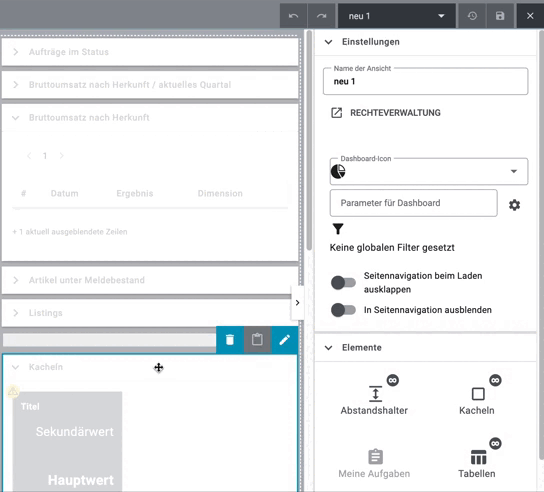 neu 1
Aufträge im Status
Bruttoumsatz nach Herkunft / aktuelles Quartal
Bruttoumsatz nach Herkunft
1
# Datum Ergebnis Dimension
+ 1 aktuell ausgeblendete Zeilen
Artikel unter Meldebestand
Listings
Kacheln
Titel
Sekundärwert
Hauptwert
Einstellungen
Name der Ansicht
neu 1
RECHTEVERWALTUNG
Dashboard-Icon
Parameter für Dashboard
Keine globalen Filter gesetzt
Seitennavigation beim Laden
ausklappen
In Seitennavigation ausblenden
Elemente
Abstandshalter
Kacheln
Meine Aufgaben
Tabellen